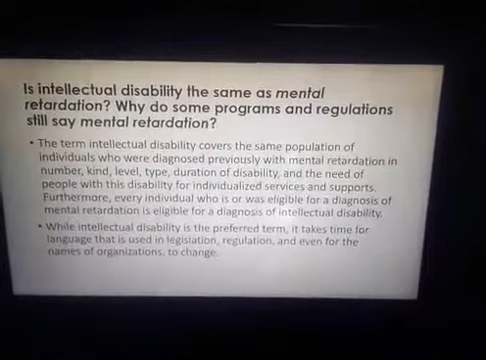 Is intellectual disability the same as mental
retardation? Why do some programs and regulations
still say mental retardation?
• The term intellectual disability covers the same population of
individuals who were diagnosed previously with mental retardation in
number, kind, level, type, duration of disability, and the need of
people with this disability for individualized services and supports.
Furthermore, every individual who is or was eligible for a diagnosis of
mental retardation is eligible for a diagnosis of intellectual disability.
• While intellectual disability is the preferred term, it takes time for
language that is used in legislation, regulation, and even for the
names of organizations, to change.